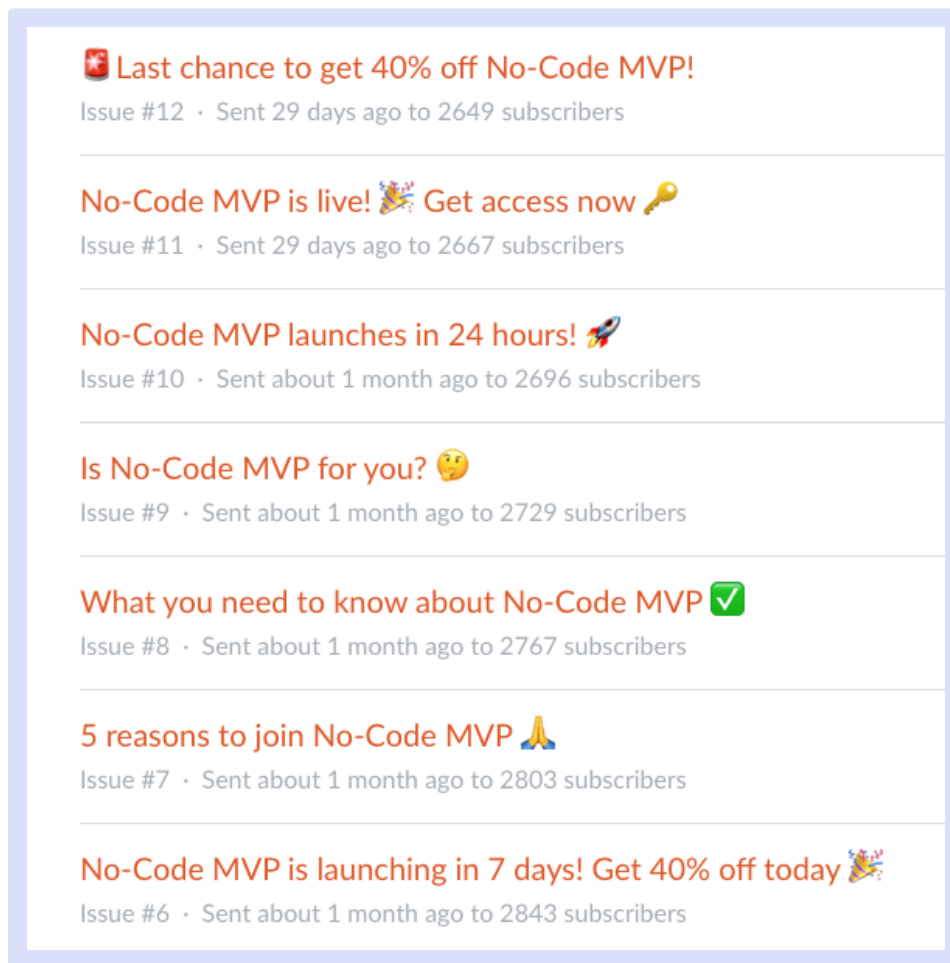 🚨Last chance to get 40% off No-Code MVP!
Issue #12 · Sent 29 days ago to 2649 subscribers
No-Code MVP is live! 🎉 Get access now 🔑
Issue #11 · Sent 29 days ago to 2667 subscribers
No-Code MVP launches in 24 hours! 🚀
Issue #10 · Sent about 1 month ago to 2696 subscribers
Is No-Code MVP for you? 🤔
Issue #9 · Sent about 1 month ago to 2729 subscribers
What you need to know about No-Code MVP ✅
Issue #8 · Sent about 1 month ago to 2767 subscribers
5 reasons to join No-Code MVP 🙏
Issue #7 · Sent about 1 month ago to 2803 subscribers
No-Code MVP is launching in 7 days! Get 40% off today 🎉
Issue #6 · Sent about 1 month ago to 2843 subscribers